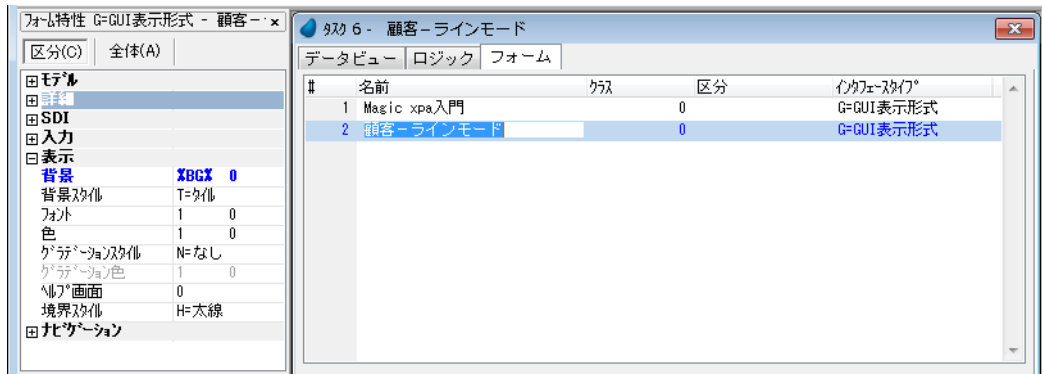 フォーム特性 G=GUI表示形式 - 顧客－
区分(C) 全体(A)
モデル
詳細
SDI
入力
表示
背景 %BG% 0
背景スタイル T=タイル
フォント 1 0
色 1 0
グラデーションスタイル N=なし
グラデーション色 1 0
ヘルプ画面 0
境界スタイル H=太線
ナビゲーション
タスク 6 - 顧客－ラインモード
データビュー ロジック フォーム
# 名前 クラス 区分 インタフェースタイプ
1 Magic xpa入門 0 G=GUI表示形式
2 顧客－ラインモード 0 G=GUI表示形式